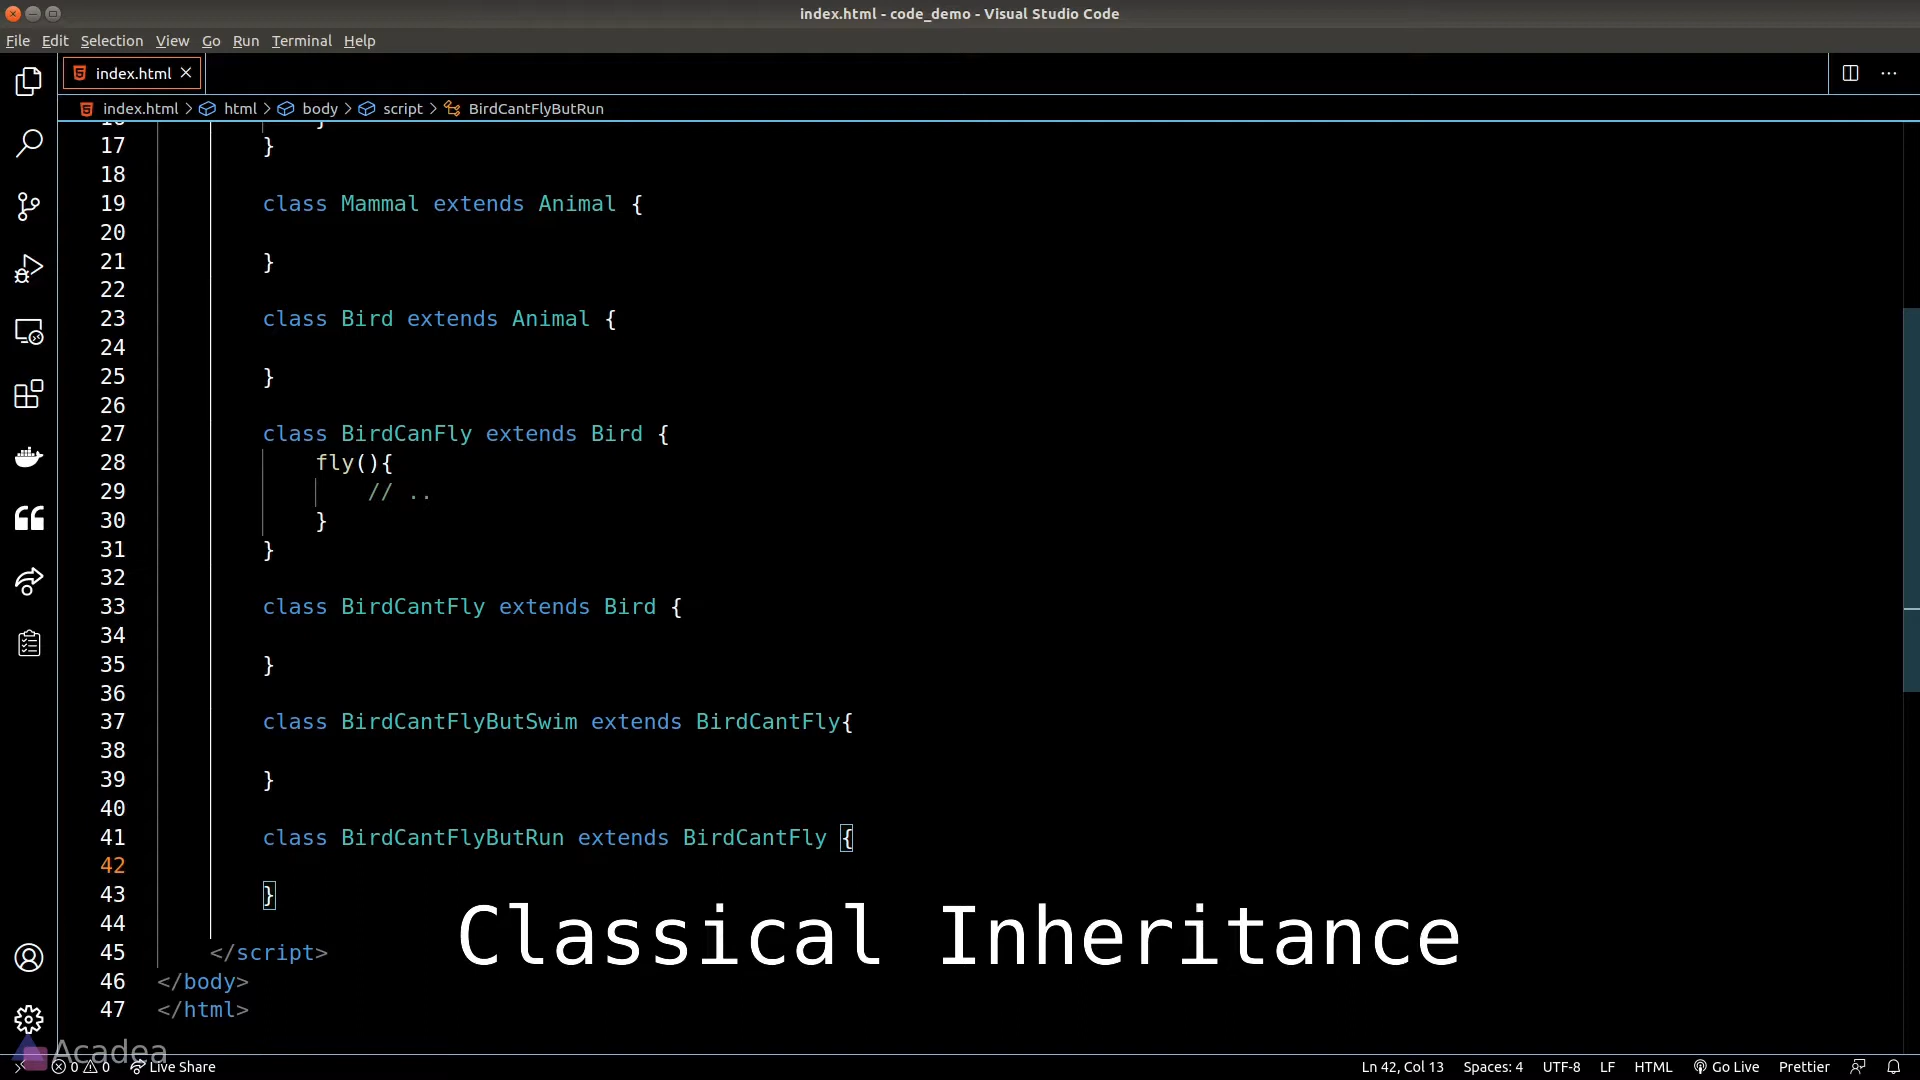 index.html - code_demo - Visual Studio Code
File Edit Selection View Go Run Terminal Help
index.html
index.html > html > body > script > BirdCantFlyButRun
17 }
18
19 class Mammal extends Animal {
20
21 }
22
23 class Bird extends Animal {
24
25 }
26
27 class BirdCanFly extends Bird {
28 fly(){
29 // ..
30 }
31 }
32
33 class BirdCantFly extends Bird {
34
35 }
36
37 class BirdCantFlyButSwim extends BirdCantFly{
38
39 }
40
41 class BirdCantFlyButRun extends BirdCantFly {
42
43 }
44
Classical Inheritance
45 </script>
46 </body>
47 </html>
Acadea
0 0 Live Share Ln 42, Col 13 Spaces: 4 UTF-8 LF HTML Go Live Prettier